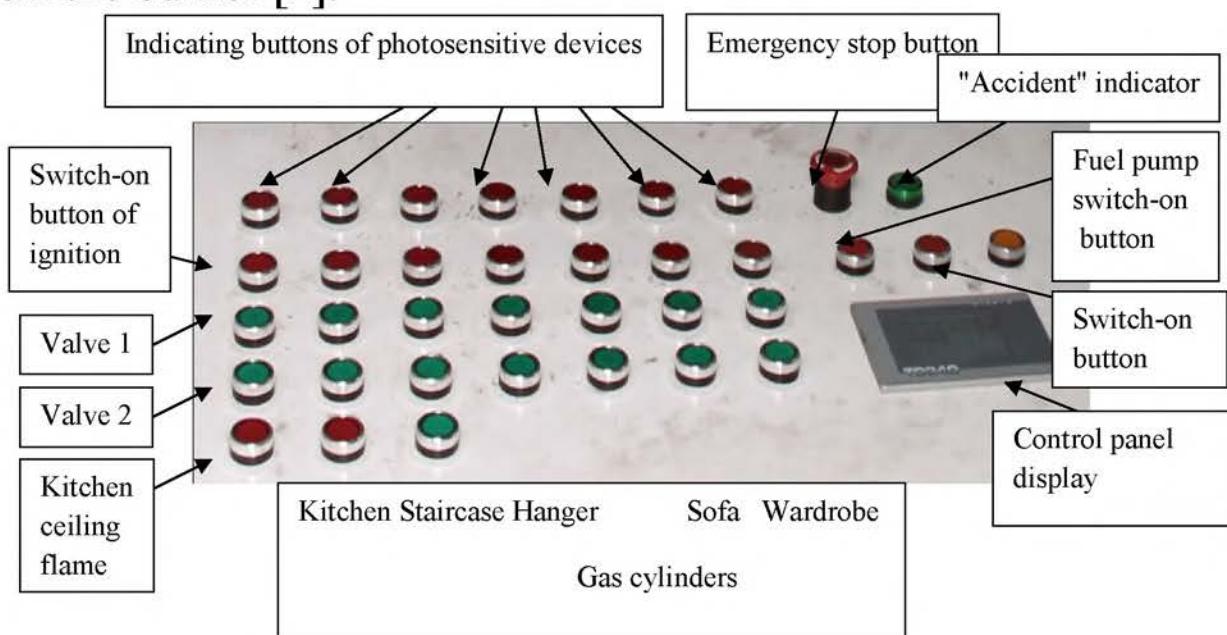 Indicating buttons of photosensitive devices
Emergency stop button
"Accident" indicator
Switch-on
button of
ignition
Fuel pump
switch-on
button
Valve 1
Switch-on
button
Valve 2
Control panel
display
Kitchen
ceiling
flame
Kitchen Staircase Hanger Sofa Wardrobe
Gas cylinders